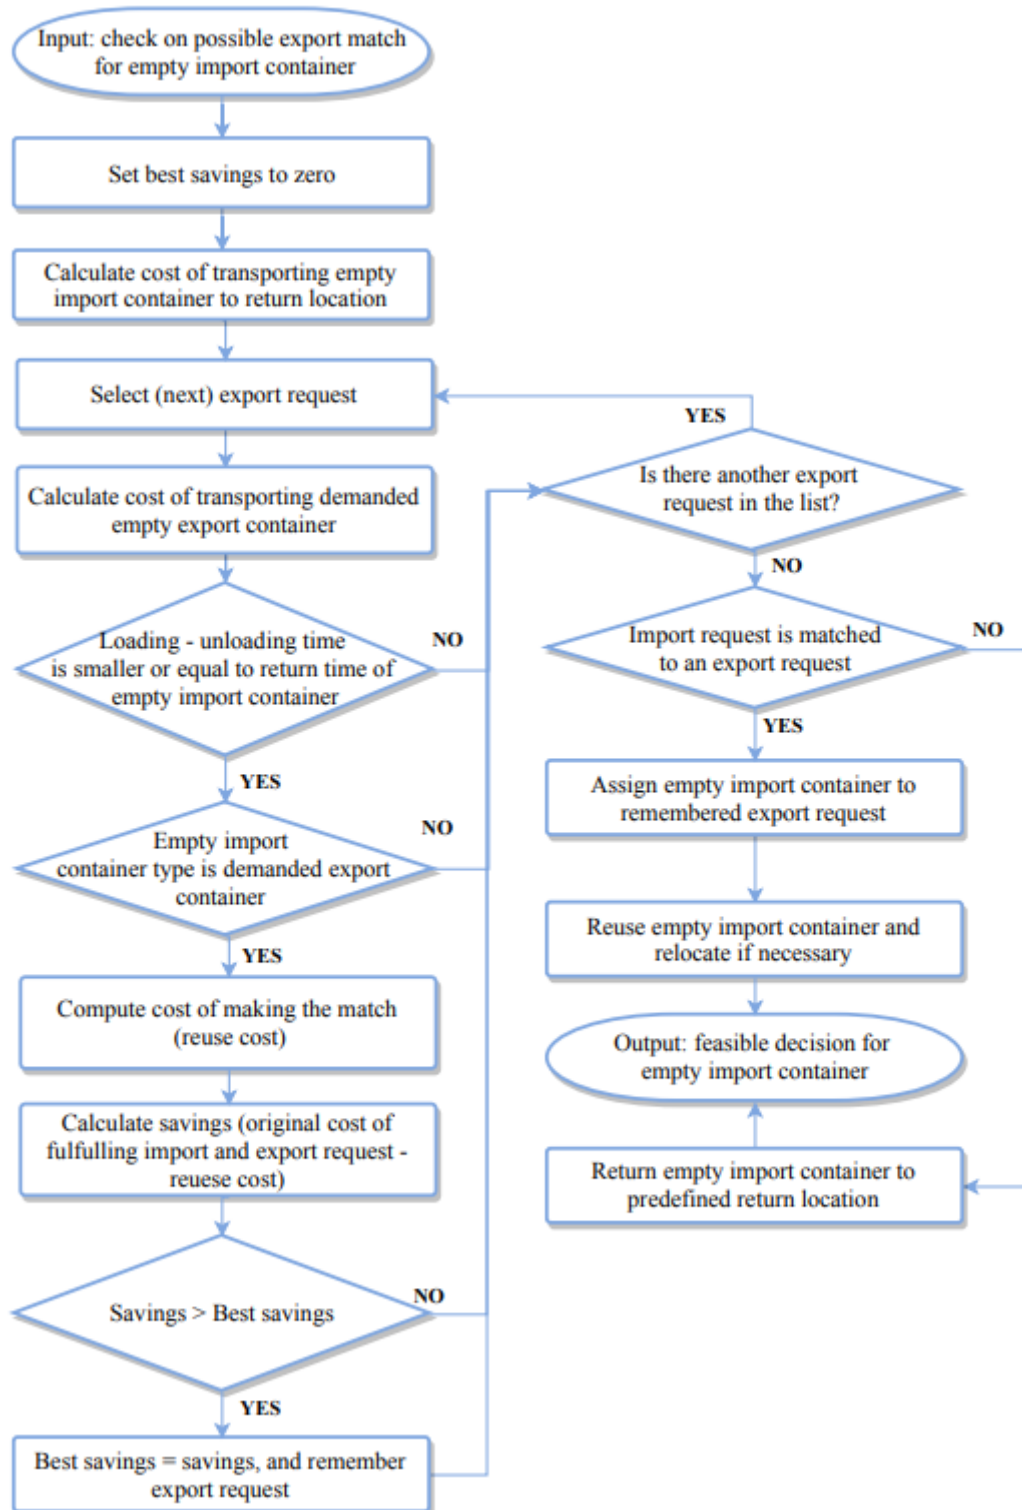 Input: check on possible export match
for empty import container
Set best savings to zero
Calculate cost of transporting empty
import container to return location
Select (next) export request
Calculate cost of transporting demanded
empty export container
Loading - unloading time
is smaller or equal to return time of
empty import container
NO
YES
Empty import
container type is demanded export
container
NO
YES
Compute cost of making the match
(reuse cost)
Calculate savings (original cost of
fulfulling import and export request -
reuese cost)
Savings > Best savings
NO
YES
Best savings = savings, and remember
export request
YES
Is there another export
request in the list?
NO
Import request is matched
to an export request
NO
YES
Assign empty import container to
remembered export request
Reuse empty import container and
relocate if necessary
Output: feasible decision for
empty import container
Return empty import container to
predefined return location